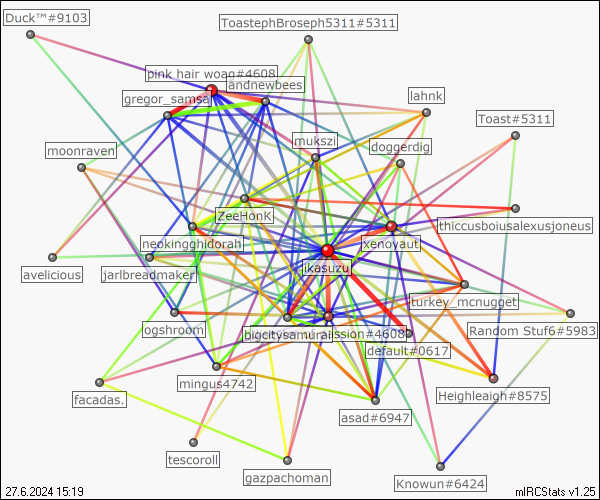 Duck™#9103
ToastephBroseph5311#5311
pink hair woan#4608
andnewbees
gregor_samsa
lahnk
Toast#5311
mukszi
doggerdig
moonraven
ZeeHonk
thiccusboiusalexusjoneus
neokingghidorah
xenoyaut
ikasuzu
avelicious
jarlbreadmaker
turkey_mcnugget
ogshroom
bigcitysamurai
ission#4608
Random Stuf6#5983
default#0617
mingus4742
facadas.
Heighleigh#8575
asad#6947
tescoroll
gazpachoman
Knowun#6424
27.6.2024 15:19
mIRCStats v1.25